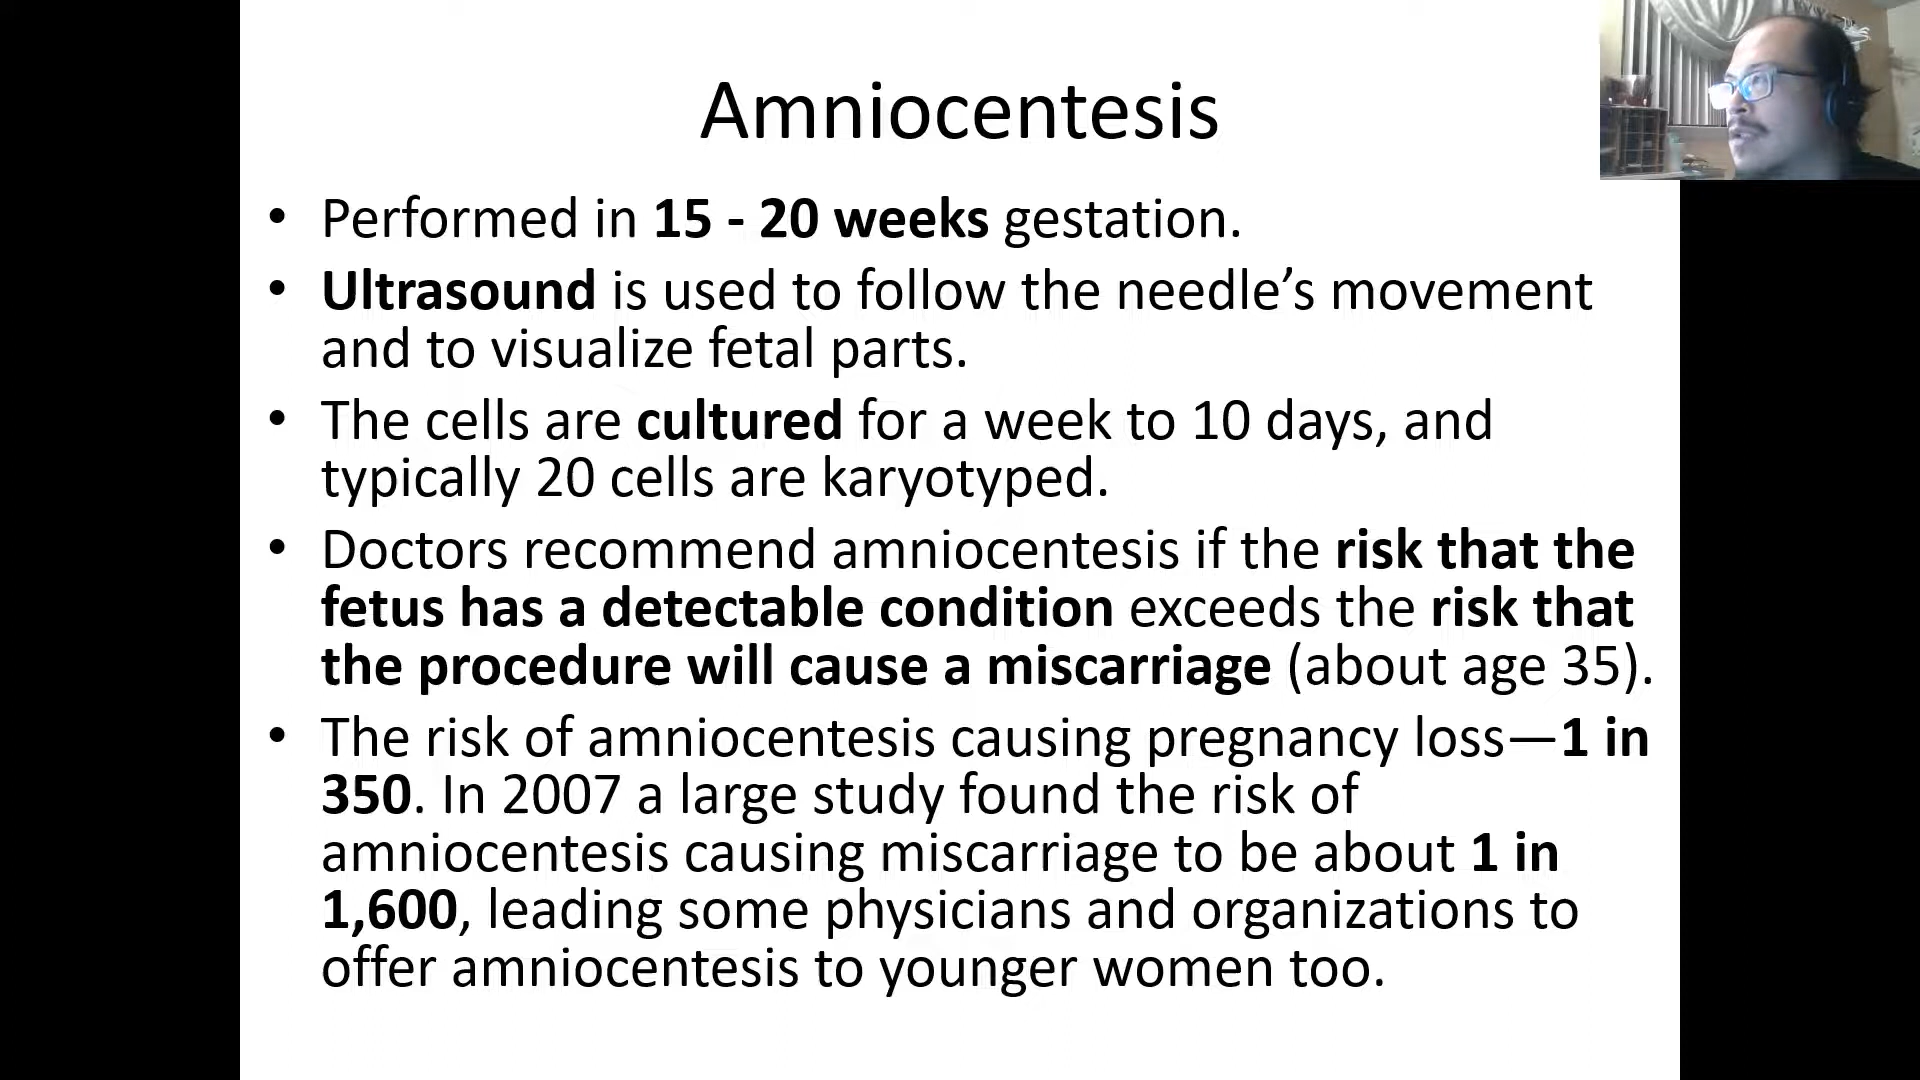 Amniocentesis
• Performed in 15 - 20 weeks gestation.
• Ultrasound is used to follow the needle’s movement
and to visualize fetal parts.
• The cells are cultured for a week to 10 days, and
typically 20 cells are karyotyped.
• Doctors recommend amniocentesis if the risk that the
fetus has a detectable condition exceeds the risk that
the procedure will cause a miscarriage (about age 35).
• The risk of amniocentesis causing pregnancy loss—1 in
350. In 2007 a large study found the risk of
amniocentesis causing miscarriage to be about 1 in
1,600, leading some physicians and organizations to
offer amniocentesis to younger women too.